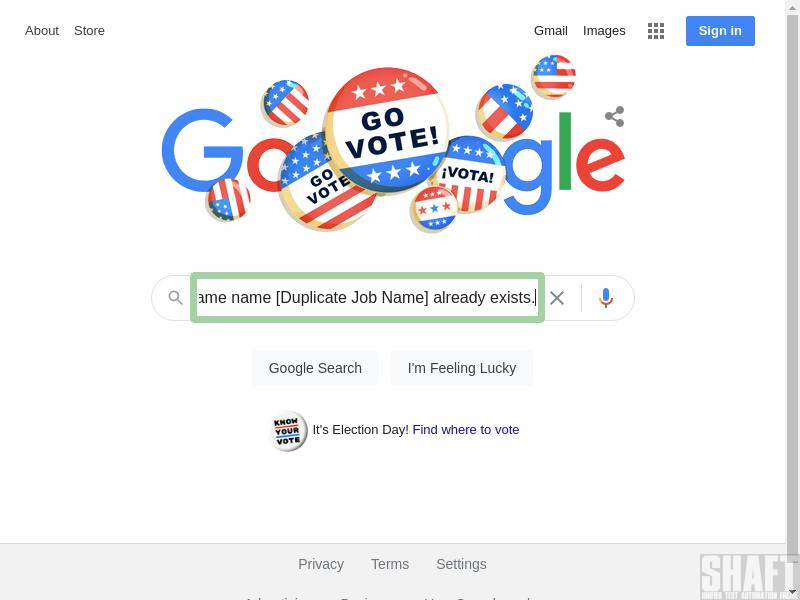 About
Store
Gmail
Images
Sign in
Google
GO
VOTE!
GO
VOTE
¡VOTA!
ame name [Duplicate Job Name] already exists.
Google Search
I'm Feeling Lucky
KNOW
YOUR
VOTE
It's Election Day! Find where to vote
Privacy
Terms
Settings
SHAFT